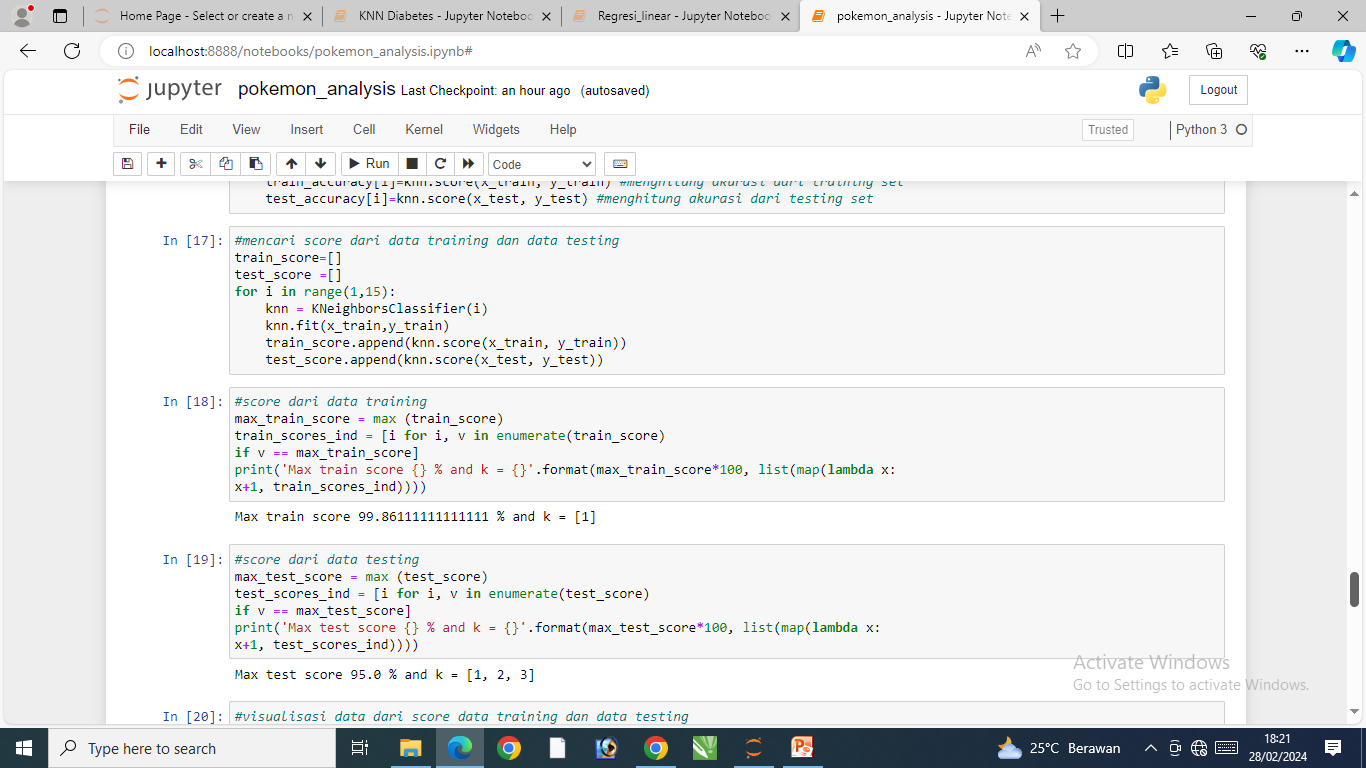 Home Page - Select or create a n
KNN Diabetes - Jupyter Noteboo
Regresi_linear - Jupyter Noteboo
pokemon_analysis - Jupyter Note
localhost:8888/notebooks/pokemon_analysis.ipynb#
jupyter pokemon_analysis Last Checkpoint: an hour ago (autosaved)
Logout
File Edit View Insert Cell Kernel Widgets Help
Trusted
Python 3
Run
Code
train_accuracy[i]=knn.score(x_train, y_train) #menghitung akurasi dari training set
test_accuracy[i]=knn.score(x_test, y_test) #menghitung akurasi dari testing set
In [17]: #mencari score dari data training dan data testing
train_score=[]
test_score =[]
for i in range(1,15):
    knn = KNeighborsClassifier(i)
    knn.fit(x_train,y_train)
    train_score.append(knn.score(x_train, y_train))
    test_score.append(knn.score(x_test, y_test))
In [18]: #score dari data training
max_train_score = max (train_score)
train_scores_ind = [i for i, v in enumerate(train_score)
if v == max_train_score]
print('Max train score {} % and k = {}'.format(max_train_score*100, list(map(lambda x:
x+1, train_scores_ind))))
Max train score 99.86111111111111 % and k = [1]
In [19]: #score dari data testing
max_test_score = max (test_score)
test_scores_ind = [i for i, v in enumerate(test_score)
if v == max_test_score]
print('Max test score {} % and k = {}'.format(max_test_score*100, list(map(lambda x:
x+1, test_scores_ind))))
Max test score 95.0 % and k = [1, 2, 3]
In [20]: #visualisasi data dari score data training dan data testing
Activate Windows
Go to Settings to activate Windows.
Type here to search
25°C Berawan
18:21
28/02/2024